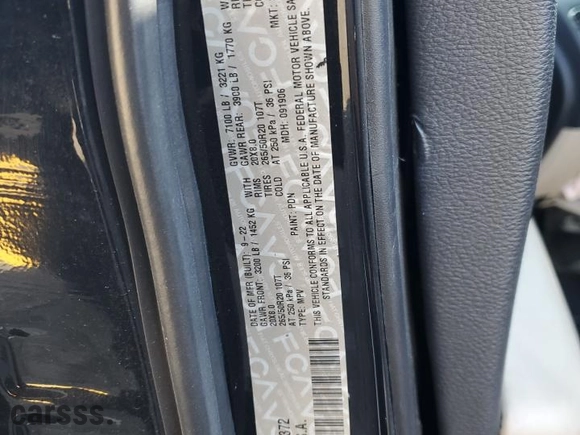 DATE OF MFR (BUILT): 9-22 GVWR: 7100 LB / 3221 KG
GAWR FRONT: 3200 LB / 1452 KG WITH GAWR REAR: 3900 LB / 1770 KG
20X8.0 RIMS 20X8.0
265/50R20 107T TIRES 265/50R20 107T
AT 250 kPa / 36 PSI COLD AT 250 kPa / 36 PSI
TYPE: MPV PAINT: PDN MDH: 091906 MKT:
THIS VEHICLE CONFORMS TO ALL APPLICABLE U.S.A. FEDERAL MOTOR VEHICLE
STANDARDS IN EFFECT ON THE DATE OF MANUFACTURE SHOWN ABOVE.
372
.A.
carsss.